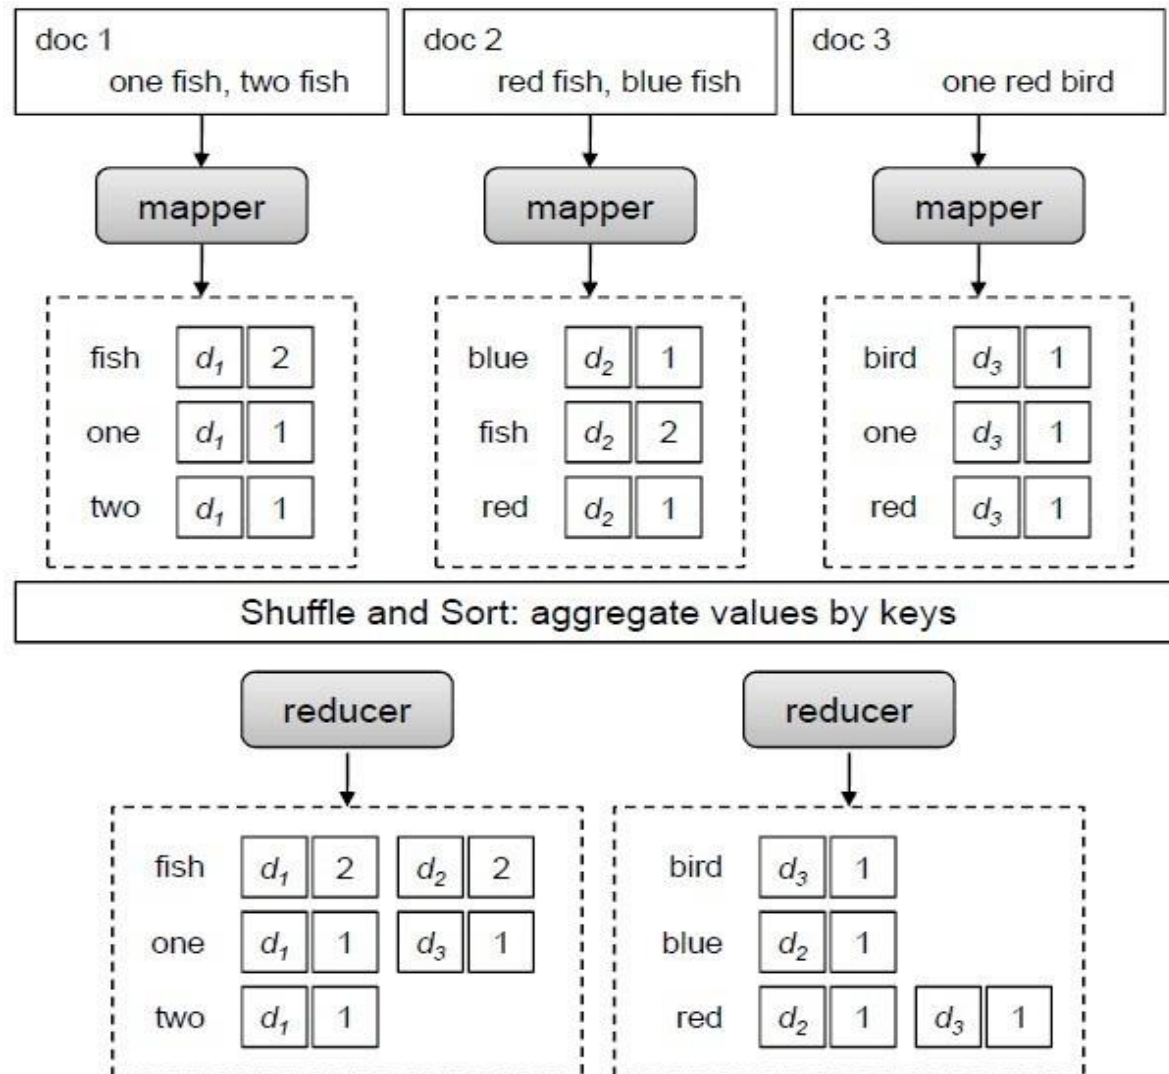 doc 1
one fish, two fish
doc 2
red fish, blue fish
doc 3
one red bird
mapper
mapper
mapper
fish d₁ 2
one d₁ 1
two d₁ 1
blue d₂ 1
fish d₂ 2
red d₂ 1
bird d₃ 1
one d₃ 1
red d₃ 1
Shuffle and Sort: aggregate values by keys
reducer
reducer
fish d₁ 2 d₂ 2
one d₁ 1 d₃ 1
two d₁ 1
bird d₃ 1
blue d₂ 1
red d₂ 1 d₃ 1